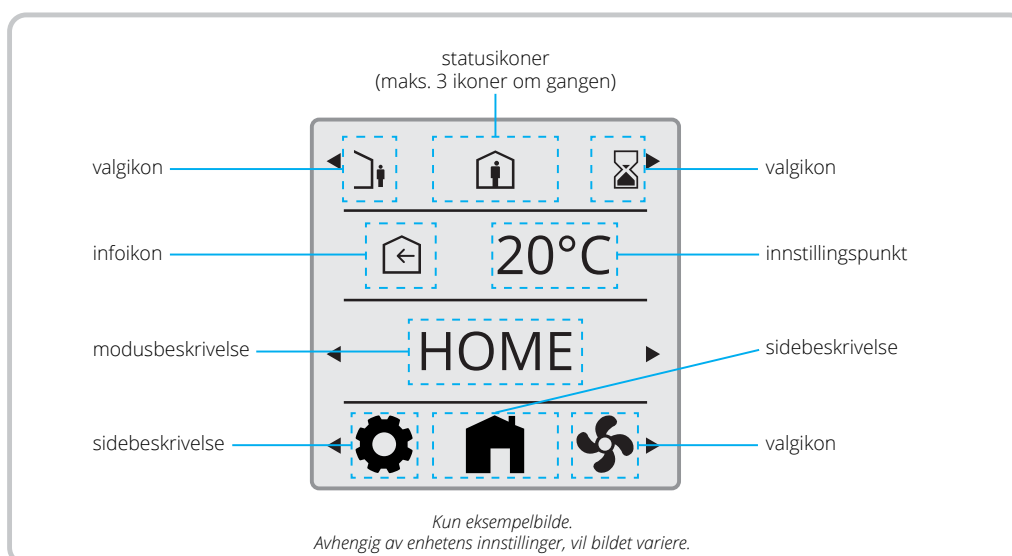 statusikoner
(maks. 3 ikoner om gangen)
valgikon
valgikon
infoikon
20°C
innstillingspunkt
modusbeskrivelse
HOME
sidebeskrivelse
sidebeskrivelse
valgikon
Kun eksempelbilde.
Avhengig av enhetens innstillinger, vil bildet variere.